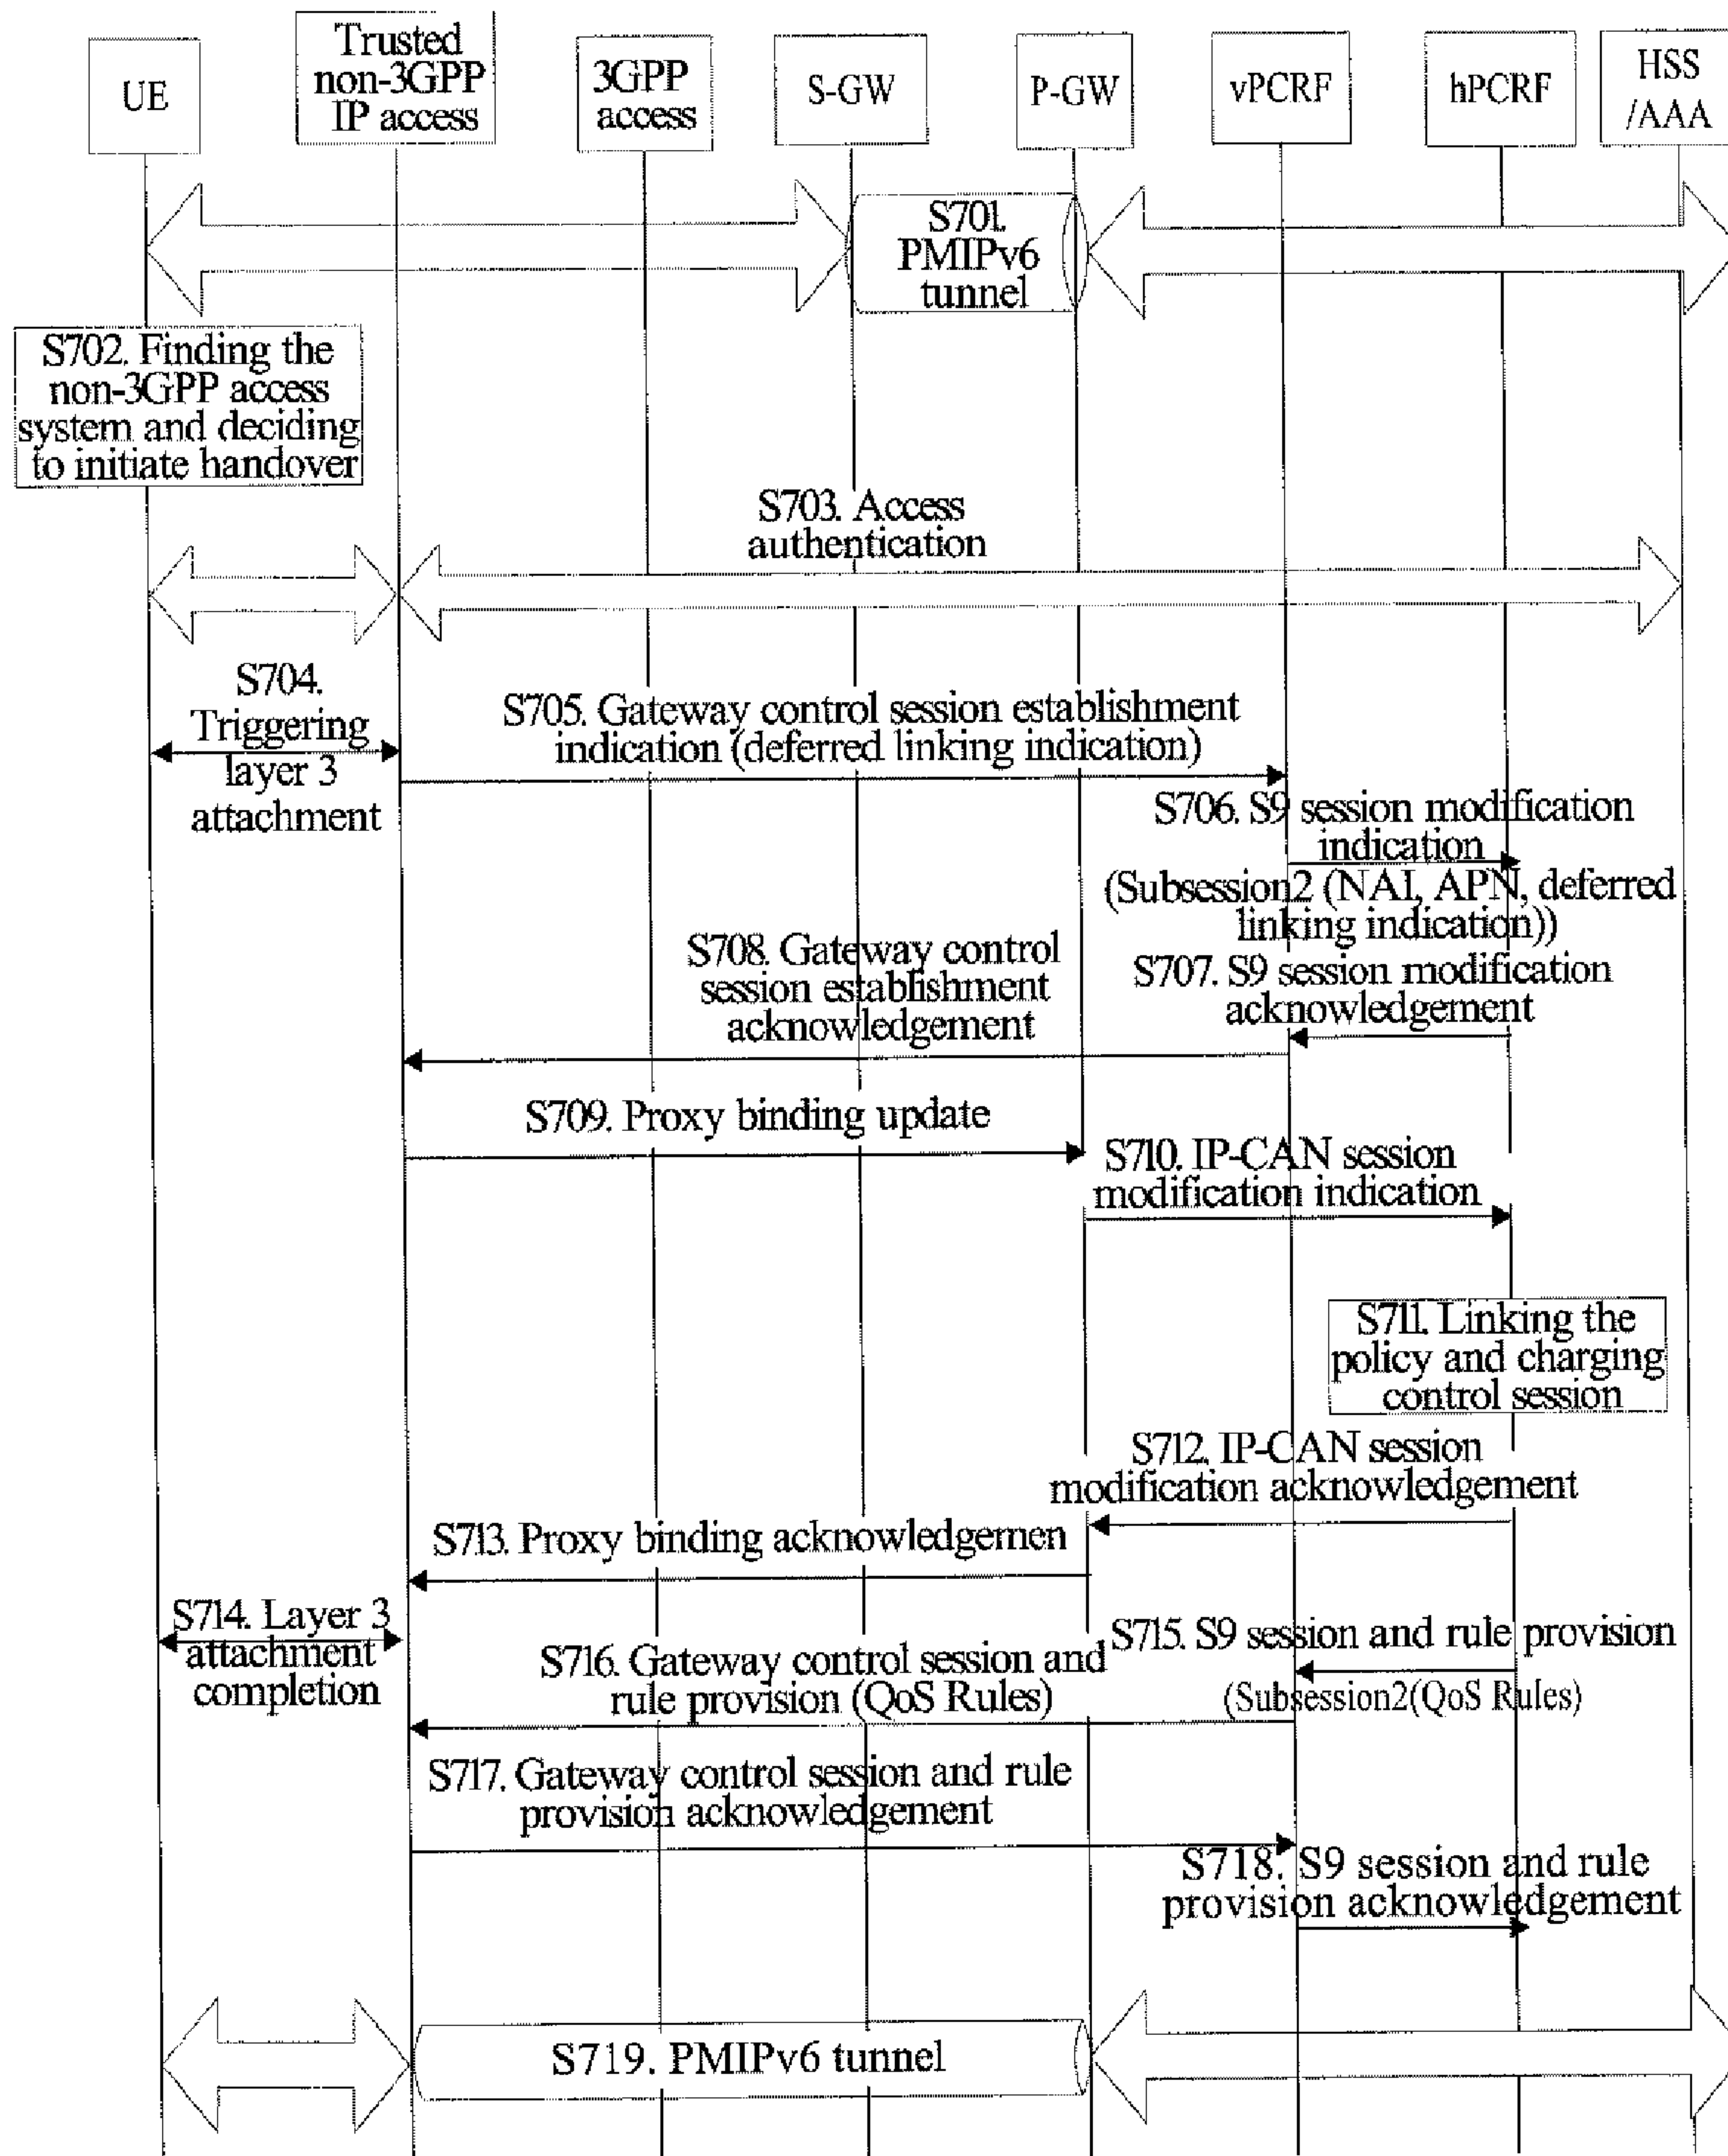 UE
Trusted
non-3GPP
IP access
3GPP
access
S-GW
P-GW
vPCRF
hPCRF
HSS
/AAA
S701.
PMIPv6
tunnel
S702. Finding the
non-3GPP access
system and deciding
to initiate handover
S703. Access
authentication
S704.
Triggering
layer 3
attachment
S705. Gateway control session establishment
indication (deferred linking indication)
S706. S9 session modification
indication
(Subsession2 (NAI, APN, deferred
linking indication))
S708. Gateway control
session establishment
acknowledgement
S707. S9 session modification
acknowledgement
S709. Proxy binding update
S710. IP-CAN session
modification indication
S711. Linking the
policy and charging
control session
S712. IP-CAN session
modification acknowledgement
S713. Proxy binding acknowledgemen
S714. Layer 3
attachment
completion
S715. S9 session and rule provision
(Subsession2(QoS Rules)
S716. Gateway control session and
rule provision (QoS Rules)
S717. Gateway control session and rule
provision acknowledgement
S718. S9 session and rule
provision acknowledgement
S719. PMIPv6 tunnel